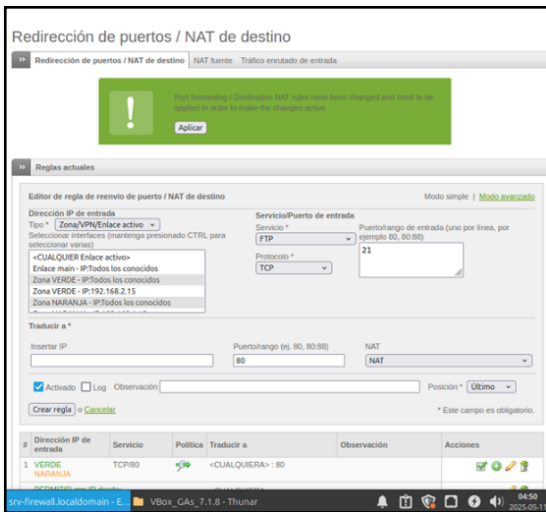 Redirección de puertos / NAT de destino
» Redirección de puertos / NAT de destino NAT fuente Tráfico enrutado de entrada
Port forwarding / Destination NAT rules have been changed and need to be
applied in order to make the changes active.
Aplicar
» Reglas actuales
Editor de regla de reenvio de puerto / NAT de destino Modo simple | Modo avanzado
Dirección IP de entrada Servicio/Puerto de entrada
Tipo * Zona/VPN/Enlace activo Servicio * Puerto/rango de entrada (uno por línea, por
Seleccionar interfaces (mantenga presionado CTRL para FTP ejemplo 80, 80:88)
seleccionar varias) 21
<CUALQUIER Enlace activo> Protocolo *
Enlace main - IP:Todos los conocidos TCP
Zona VERDE - IP:Todos los conocidos
Zona VERDE - IP:192.168.2.15
Zona NARANJA - IP:Todos los conocidos
Traducir a *
Insertar IP Puerto/rango (ej. 80, 80:88) NAT
80 NAT
Activado Log Observación Posición * Último
Crear regla o Cancelar * Este campo es obligatorio.
# Dirección IP de entrada Servicio Política Traducir a Observación Acciones
1 VERDE TCP/80 <CUALQUIERA> : 80
NARANJA
srv-firewall.localdomain - E... VBox_GAs_7.1.8 - Thunar 04:50
2025-05-11